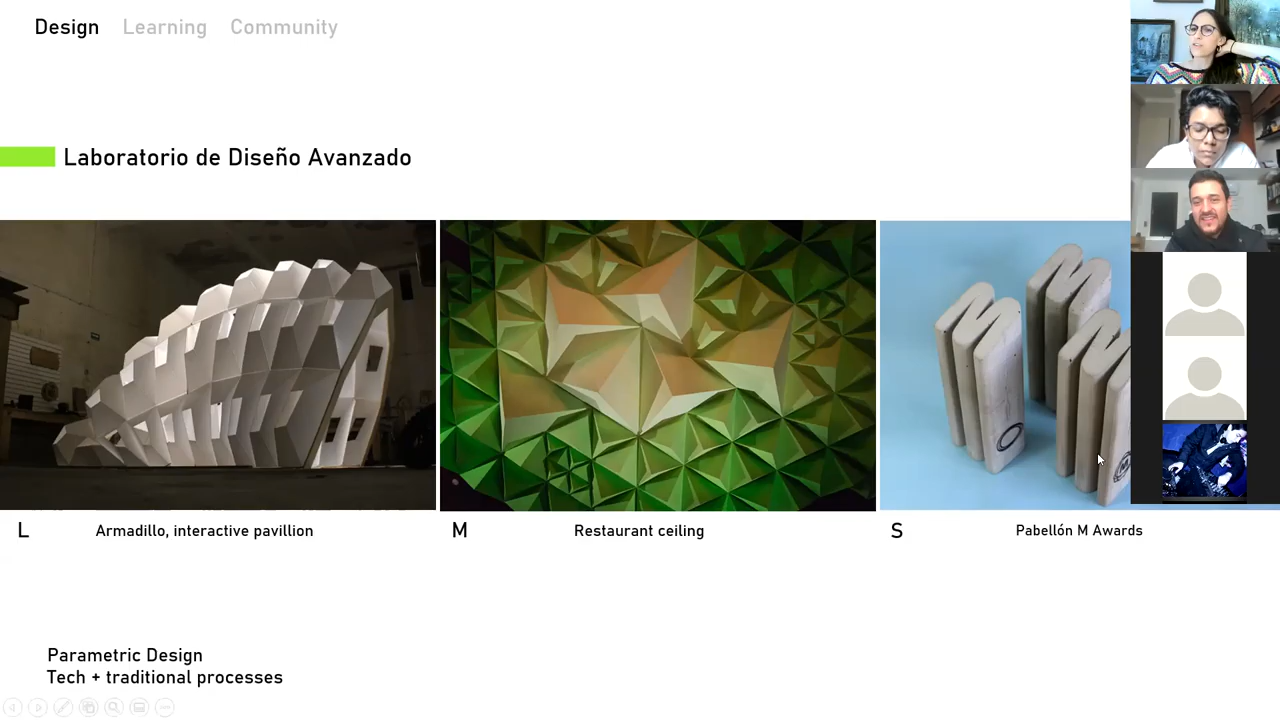 Design Learning Community
Laboratorio de Diseño Avanzado
L Armadillo, interactive pavillion
M Restaurant ceiling
S Pabellón M Awards
Parametric Design
Tech + traditional processes